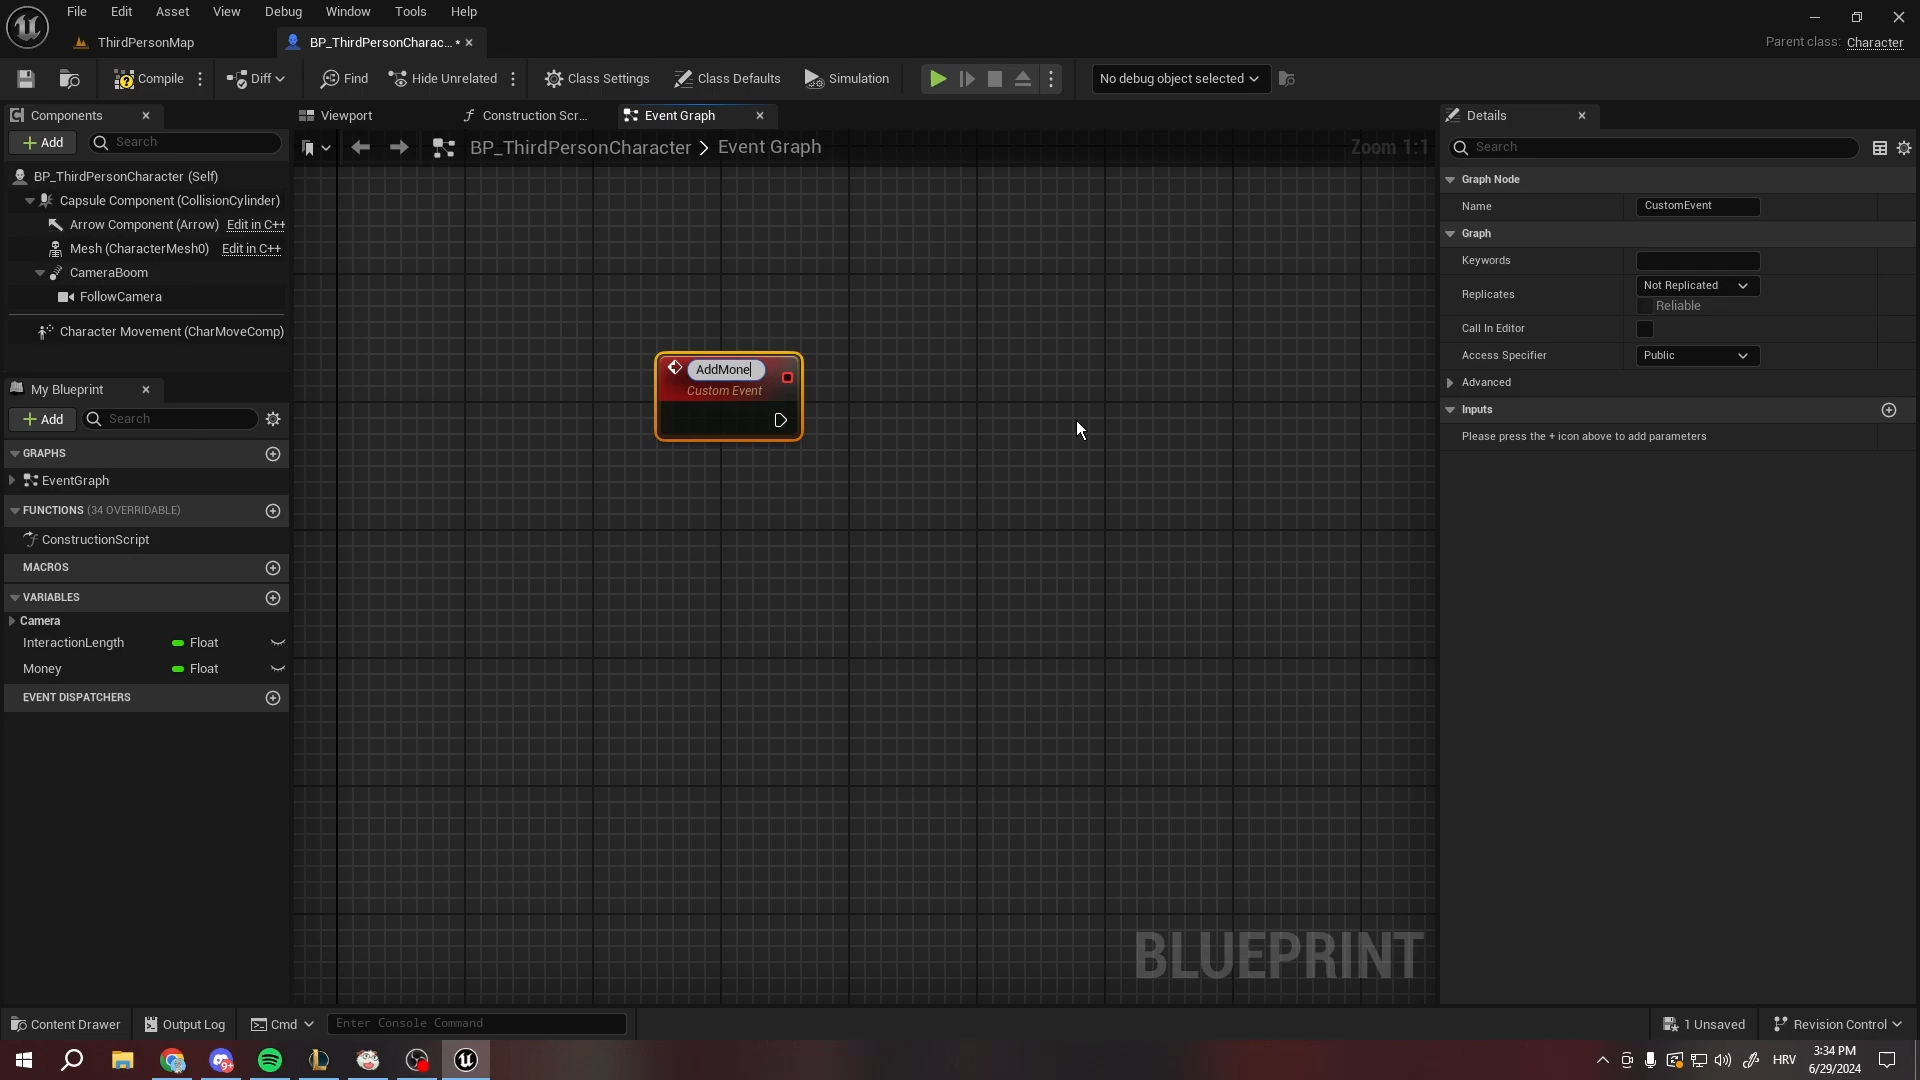 File Edit Asset View Debug Window Tools Help
ThirdPersonMap
BP_ThirdPersonCharac... •
Parent class: Character
Compile
Diff
Find
Hide Unrelated
Class Settings
Class Defaults
Simulation
No debug object selected
Components
Add
Search
BP_ThirdPersonCharacter (Self)
Capsule Component (CollisionCylinder)
Arrow Component (Arrow) Edit in C++
Mesh (CharacterMesh0) Edit in C++
CameraBoom
FollowCamera
Character Movement (CharMoveComp)
My Blueprint
Add
Search
GRAPHS
EventGraph
FUNCTIONS (34 OVERRIDABLE)
ConstructionScript
MACROS
VARIABLES
Camera
InteractionLength Float
Money Float
EVENT DISPATCHERS
Viewport
Construction Scr...
Event Graph
BP_ThirdPersonCharacter > Event Graph
Zoom 1:1
AddMone
Custom Event
BLUEPRINT
Details
Search
Graph Node
Name CustomEvent
Graph
Keywords
Replicates Not Replicated
Reliable
Call In Editor
Access Specifier Public
Advanced
Inputs
Please press the + icon above to add parameters
Content Drawer
Output Log
Cmd
Enter Console Command
1 Unsaved
Revision Control
9+
HRV
3:34 PM
6/29/2024